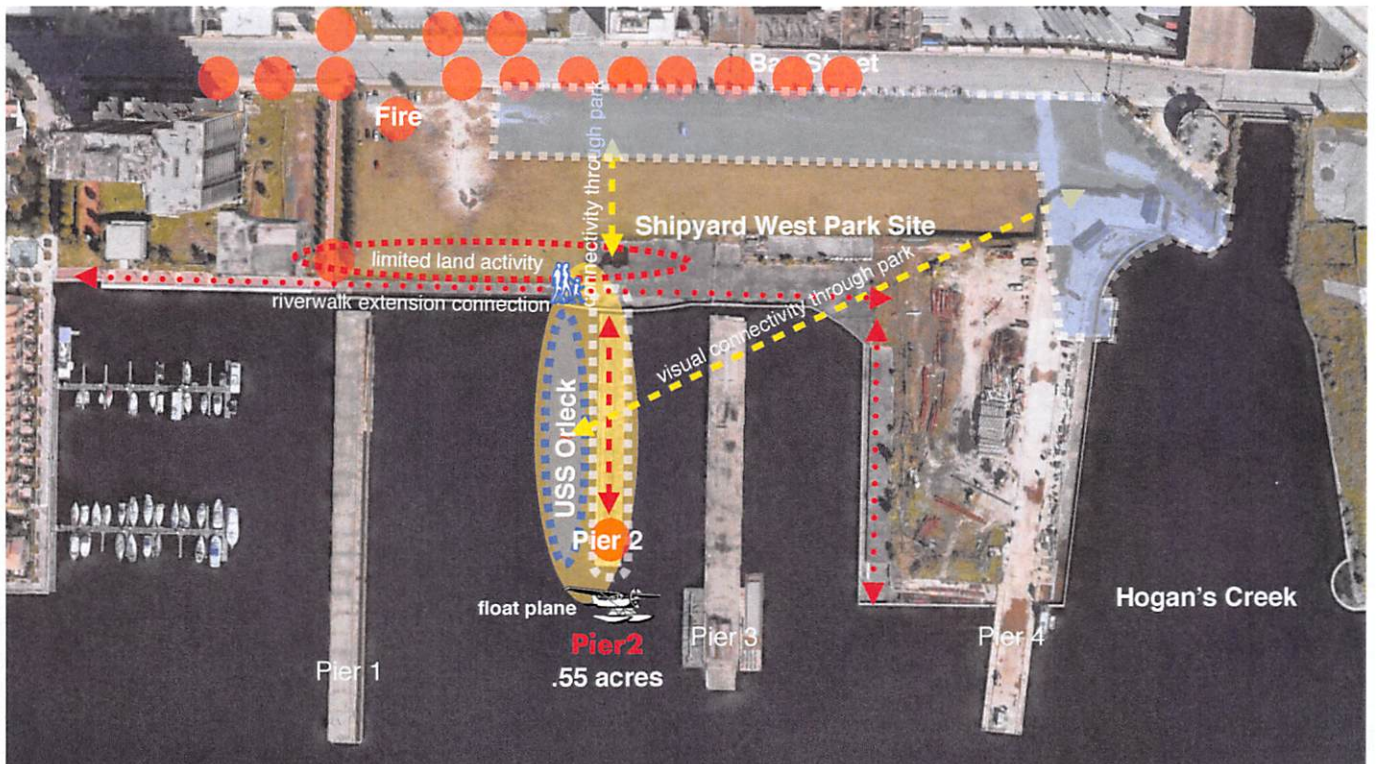 Bay Street
Fire
connectivity through park
Shipyard West Park Site
limited land activity
riverwalk extension connection
visual connectivity through park
USS Orleck
Pier 2
float plane
Hogan's Creek
Pier2
Pier 3
Pier 4
.55 acres
Pier 1